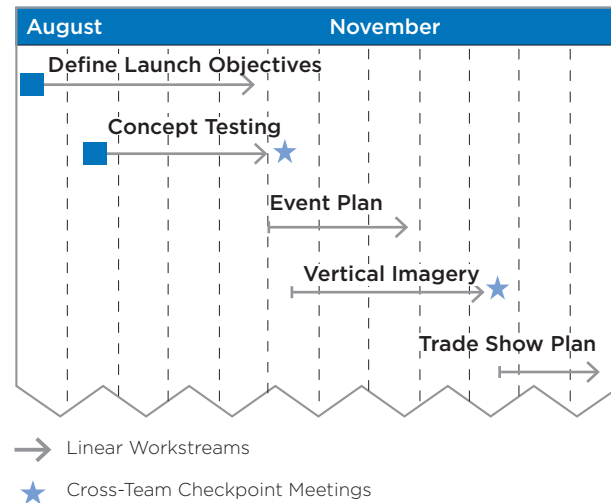 August November
Define Launch Objectives
Concept Testing
Event Plan
Vertical Imagery
Trade Show Plan
Linear Workstreams
Cross-Team Checkpoint Meetings